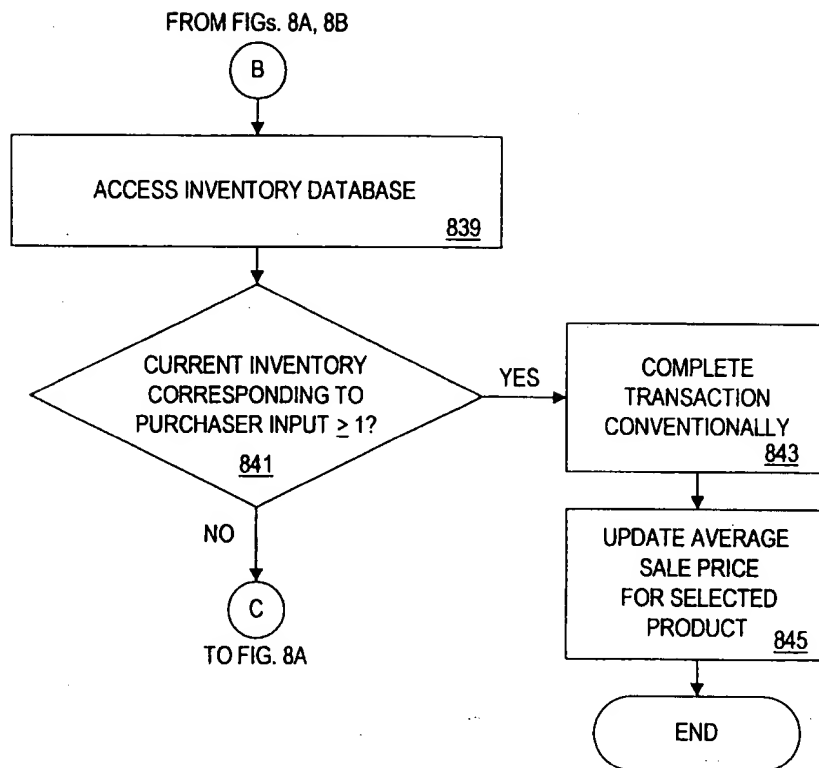 FROM FIGs. 8A, 8B
B
ACCESS INVENTORY DATABASE
839
CURRENT INVENTORY
CORRESPONDING TO
PURCHASER INPUT ≥ 1?
841
YES
COMPLETE
TRANSACTION
CONVENTIONALLY
843
NO
C
TO FIG. 8A
UPDATE AVERAGE
SALE PRICE
FOR SELECTED
PRODUCT
845
END